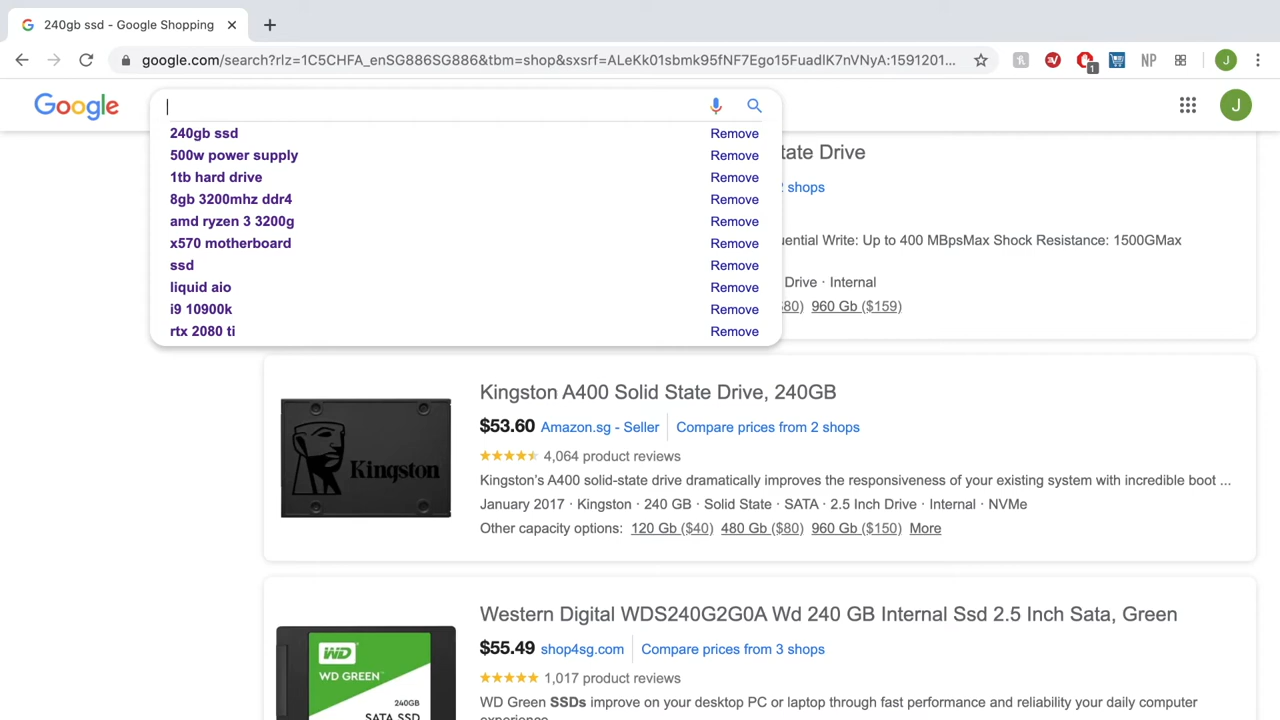 240gb ssd - Google Shopping
google.com/search?rlz=1C5CHFA_enSG886SG886&tbm=shop&sxsrf=ALeKk01sbmk95fNF7Ego15FuadIK7nVNyA:1591201...
1
NP
J
Google
J
240gb ssd Remove
500w power supply Remove
1tb hard drive Remove
8gb 3200mhz ddr4 Remove
amd ryzen 3 3200g Remove
x570 motherboard Remove
ssd Remove
liquid aio Remove
i9 10900k Remove
rtx 2080 ti Remove
Drive
shops
Write: Up to 400 MBpsMax Shock Resistance: 1500GMax
Drive · Internal
960 Gb ($159)
Kingston A400 Solid State Drive, 240GB
$53.60 Amazon.sg - Seller Compare prices from 2 shops
4,064 product reviews
Kingston's A400 solid-state drive dramatically improves the responsiveness of your existing system with incredible boot ...
January 2017 · Kingston · 240 GB · Solid State · SATA · 2.5 Inch Drive · Internal · NVMe
Other capacity options: 120 Gb ($40) 480 Gb ($80) 960 Gb ($150) More
Kingston
Western Digital WDS240G2G0A Wd 240 GB Internal Ssd 2.5 Inch Sata, Green
$55.49 shop4sg.com Compare prices from 3 shops
1,017 product reviews
WD Green SSDs improve on your desktop PC or laptop through fast performance and reliability your daily computer
experience.
WD
WD GREEN™
240GB
SATA SSD